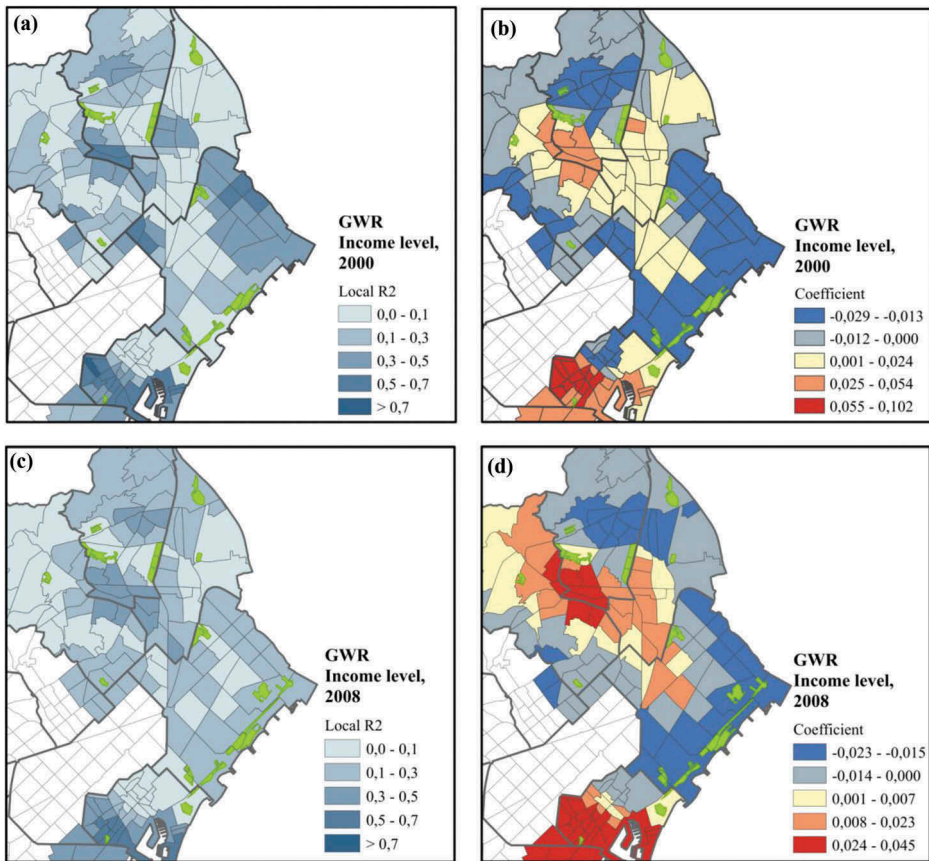 (a)
GWR
Income level,
2000
Local R2
0,0 - 0,1
0,1 - 0,3
0,3 - 0,5
0,5 - 0,7
> 0,7
(b)
GWR
Income level,
2000
Coefficient
-0,029 - -0,013
-0,012 - 0,000
0,001 - 0,024
0,025 - 0,054
0,055 - 0,102
(c)
GWR
Income level,
2008
Local R2
0,0 - 0,1
0,1 - 0,3
0,3 - 0,5
0,5 - 0,7
> 0,7
(d)
GWR
Income level,
2008
Coefficient
-0,023 - -0,015
-0,014 - 0,000
0,001 - 0,007
0,008 - 0,023
0,024 - 0,045